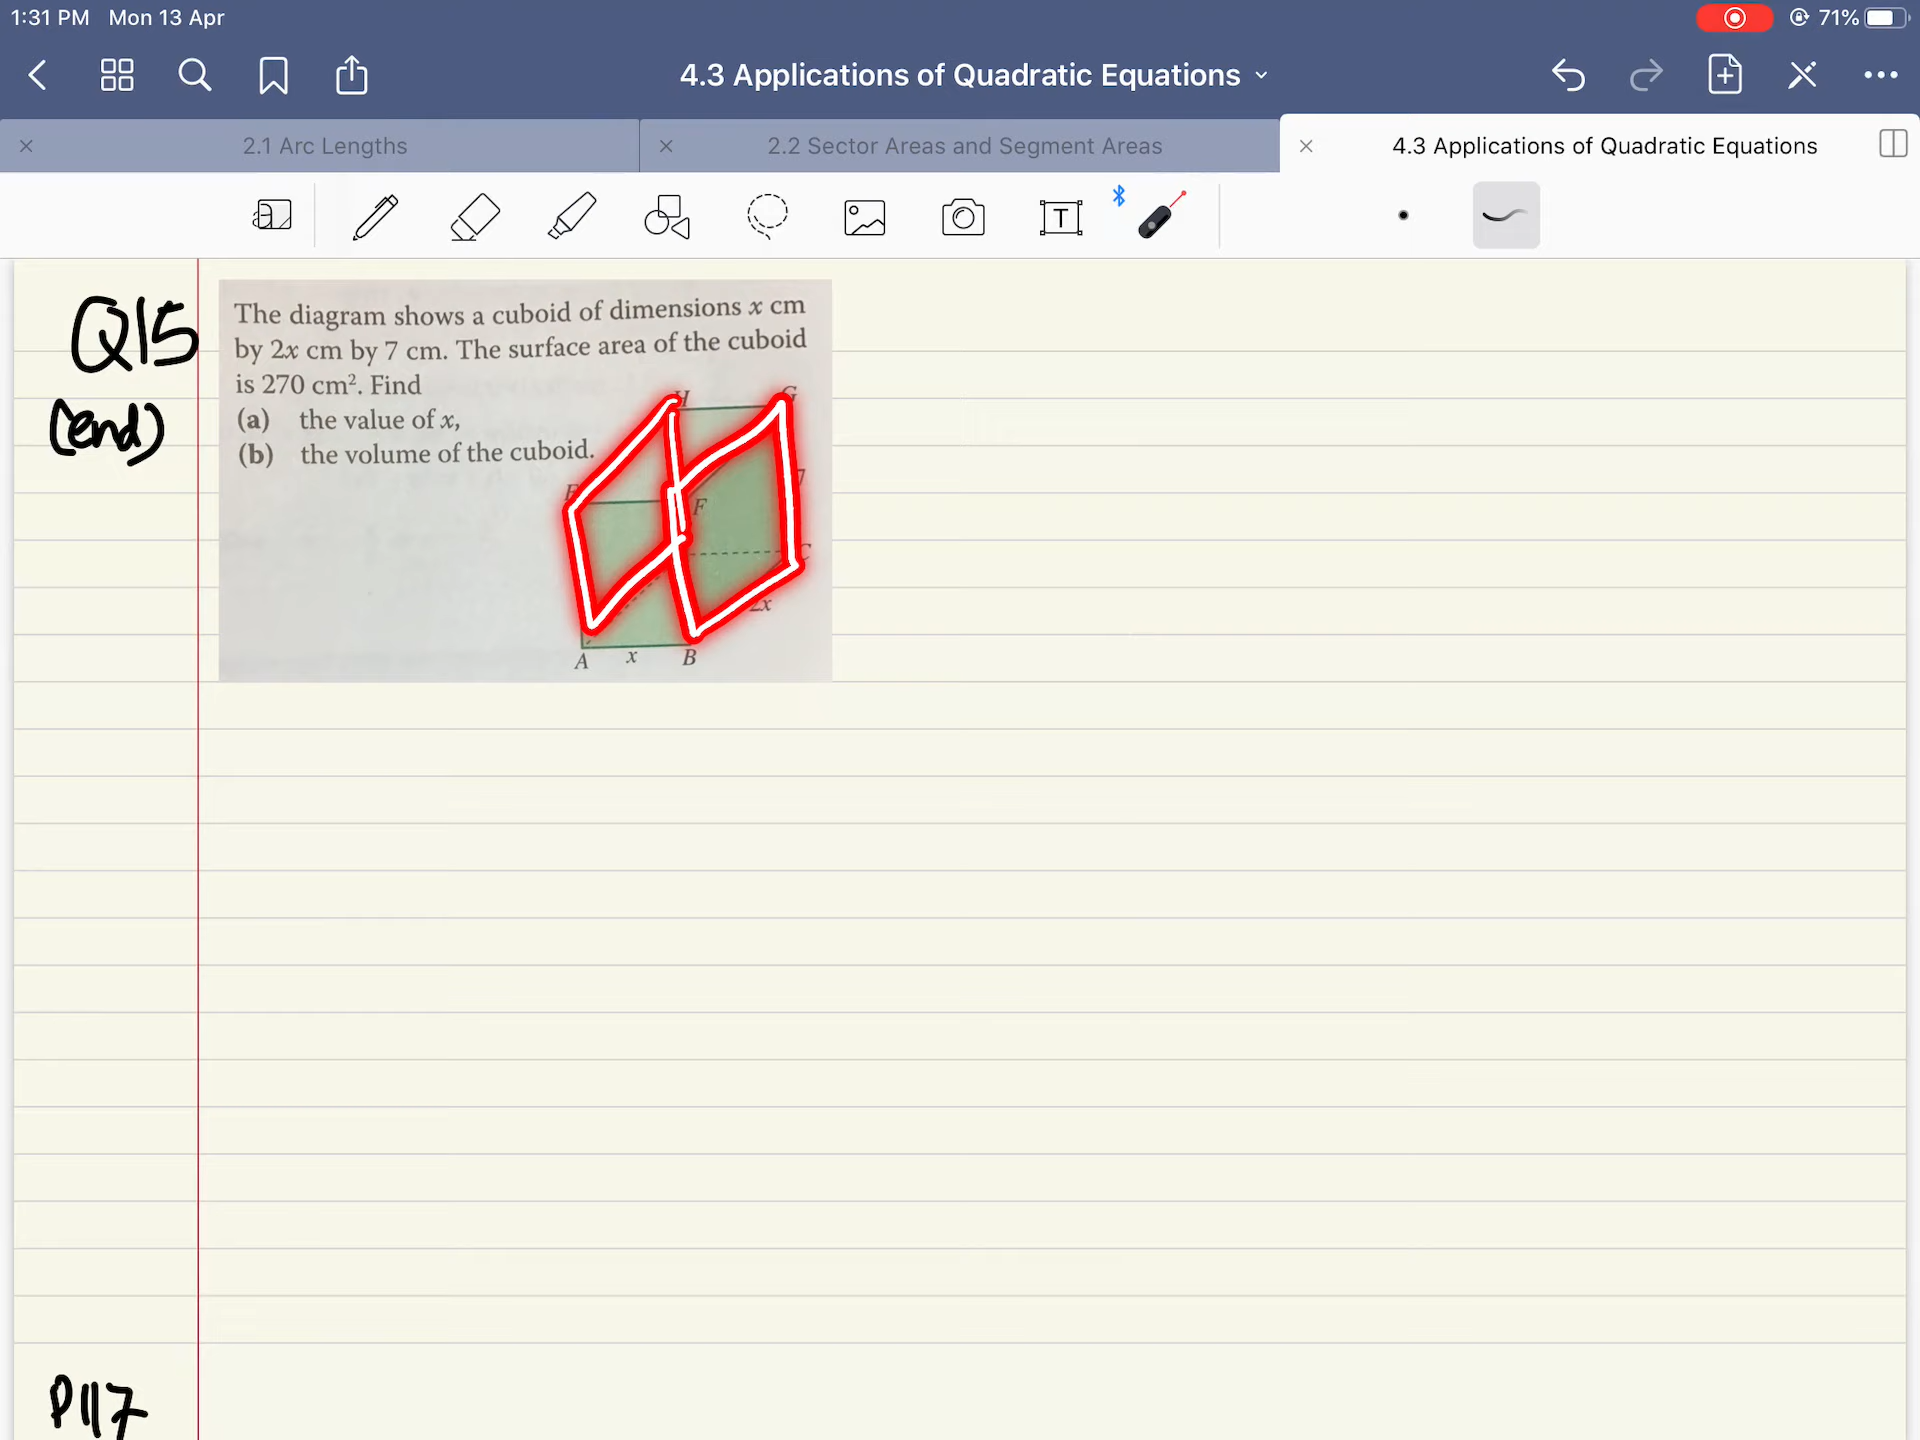 1:31 PM Mon 13 Apr
71%
4.3 Applications of Quadratic Equations
2.1 Arc Lengths
2.2 Sector Areas and Segment Areas
4.3 Applications of Quadratic Equations
T
Q15
(end)
The diagram shows a cuboid of dimensions x cm
by 2x cm by 7 cm. The surface area of the cuboid
is 270 cm². Find
(a) the value of x,
(b) the volume of the cuboid.
H
G
7
F
C
2x
A
x
B
P117